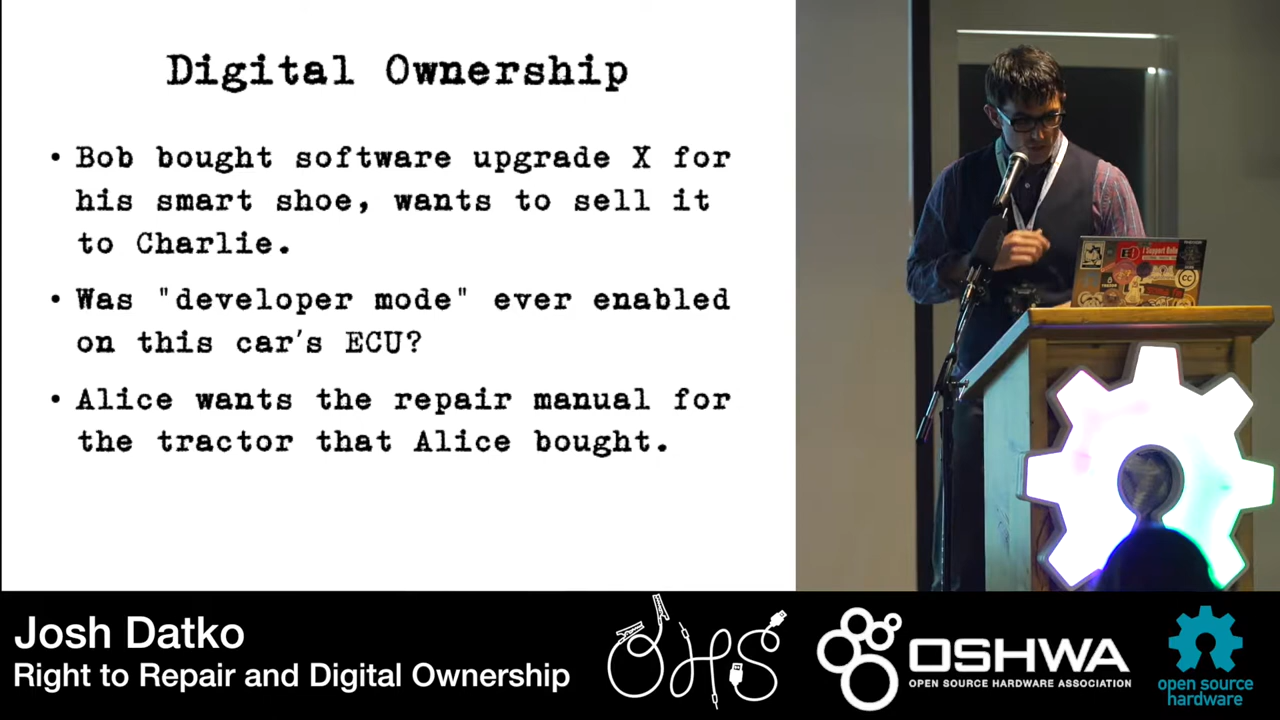 Digital Ownership
• Bob bought software upgrade X for
his smart shoe, wants to sell it
to Charlie.
• Was "developer mode" ever enabled
on this car's ECU?
• Alice wants the repair manual for
the tractor that Alice bought.
Josh Datko
Right to Repair and Digital Ownership
OHS
OSHWA
OPEN SOURCE HARDWARE ASSOCIATION
open source
hardware